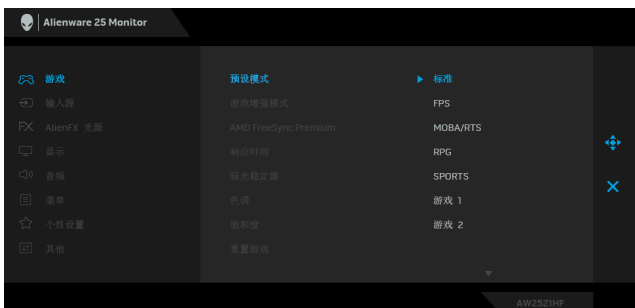 Alienware 25 Monitor
游戏 预设模式 标准
输入源 游戏增强模式 FPS
AlienFX 光面 AMD FreeSync Premium MOBA/RTS
显示 响应时间 RPG
音频 暗光稳定器 SPORTS
菜单 色调 游戏 1
个性设置 饱和度 游戏 2
其他 重置游戏
AW2521HF